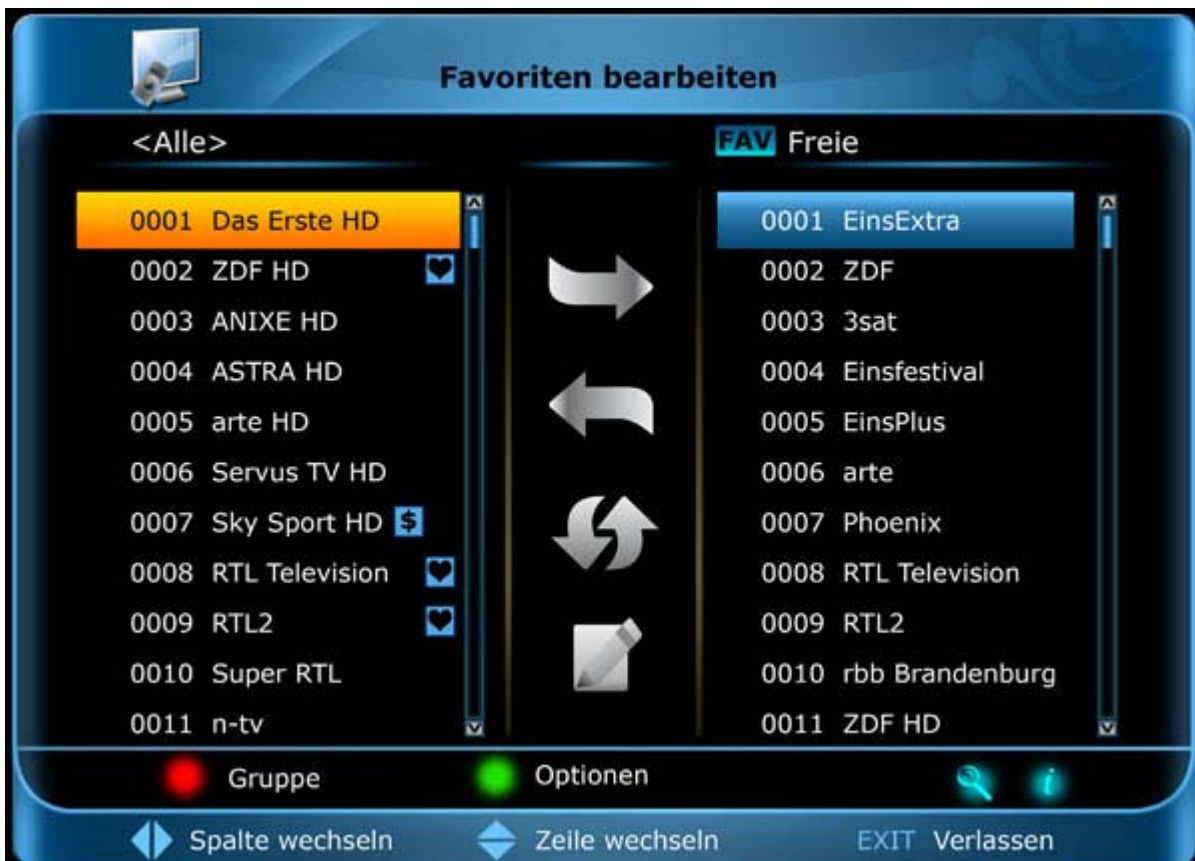 Favoriten bearbeiten
<Alle>
FAV Freie
0001 Das Erste HD
0002 ZDF HD
0003 ANIXE HD
0004 ASTRA HD
0005 arte HD
0006 Servus TV HD
0007 Sky Sport HD $
0008 RTL Television
0009 RTL2
0010 Super RTL
0011 n-tv
0001 EinsExtra
0002 ZDF
0003 3sat
0004 Einsfestival
0005 EinsPlus
0006 arte
0007 Phoenix
0008 RTL Television
0009 RTL2
0010 rbb Brandenburg
0011 ZDF HD
Gruppe
Optionen
i
Spalte wechseln
Zeile wechseln
EXIT Verlassen